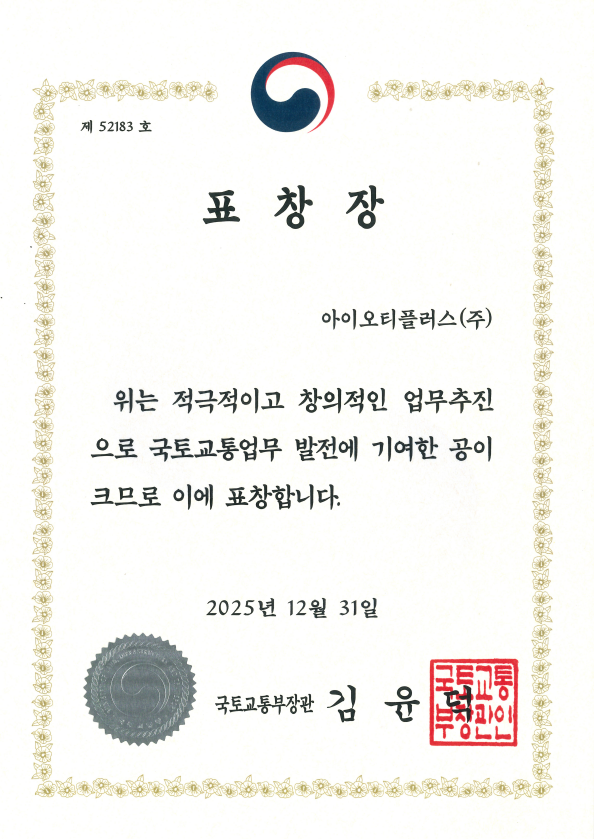 제 52183 호
표 창 장
아이오티플러스(주)
위는 적극적이고 창의적인 업무추진
으로 국토교통업무 발전에 기여한 공이
크므로 이에 표창합니다.
2025년 12월 31일
국토교통부장관 김 윤 덕
국토교통
부장관인